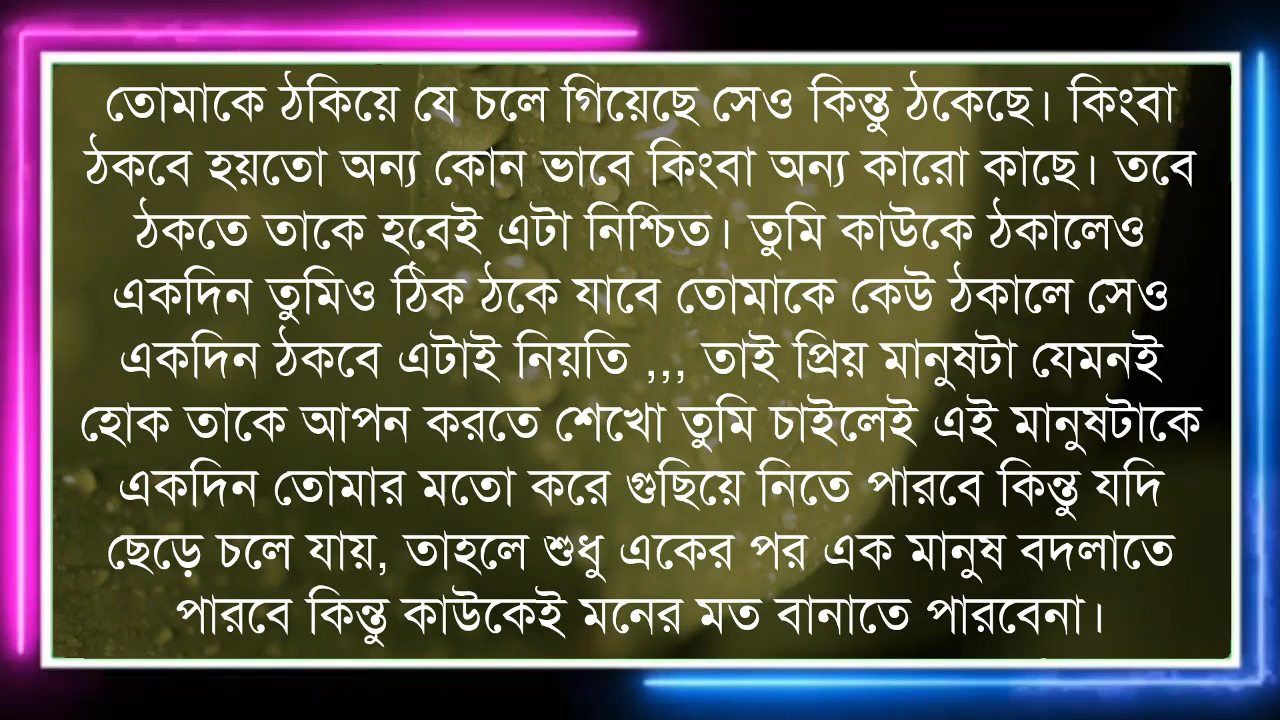 তোমাকে ঠকিয়ে যে চলে গিয়েছে সেও কিন্তু ঠকেছে। কিংবা
ঠকবে হয়তো অন্য কোন ভাবে কিংবা অন্য কারো কাছে। তবে
ঠকতে তাকে হবেই এটা নিশ্চিত। তুমি কাউকে ঠকালেও
একদিন তুমিও ঠিক ঠকে যাবে তোমাকে কেউ ঠকালে সেও
একদিন ঠকবে এটাই নিয়তি ,,, তাই প্রিয় মানুষটা যেমনই
হোক তাকে আপন করতে শেখো তুমি চাইলেই এই মানুষটাকে
একদিন তোমার মতো করে গুছিয়ে নিতে পারবে কিন্তু যদি
ছেড়ে চলে যায়, তাহলে শুধু একের পর এক মানুষ বদলাতে
পারবে কিন্তু কাউকেই মনের মত বানাতে পারবেনা।